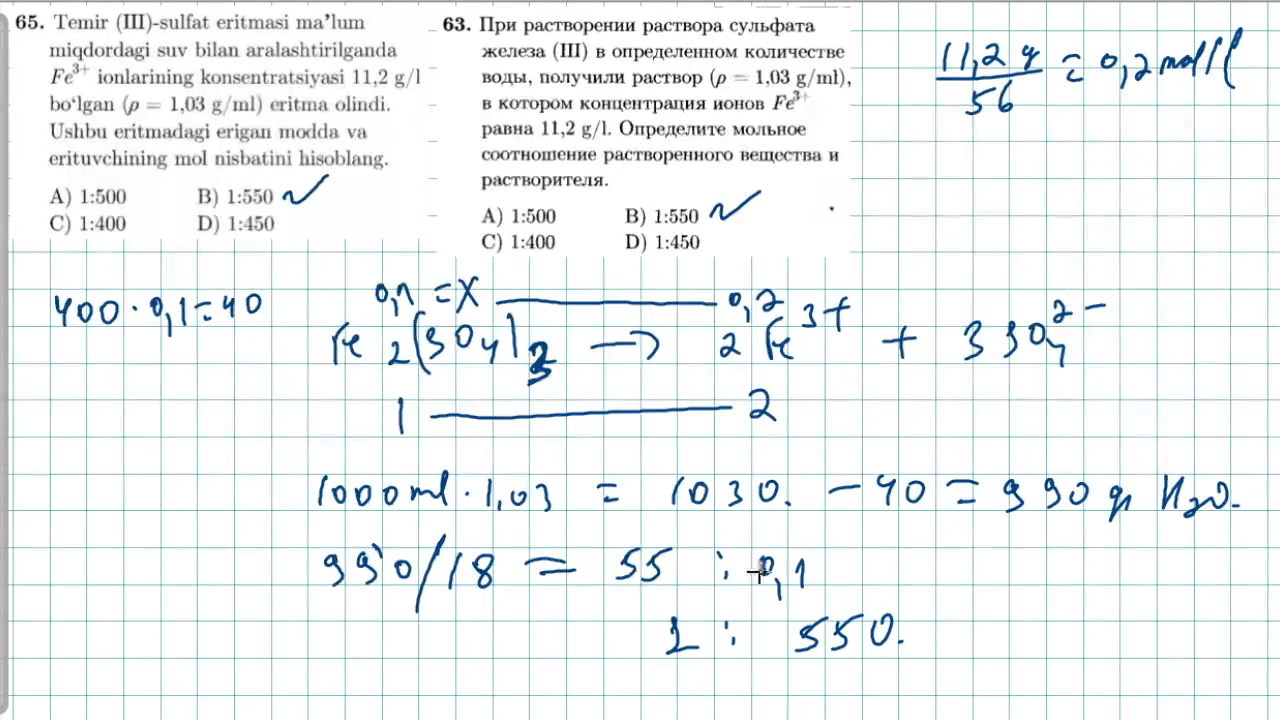 65. Temir (III)-sulfat eritmasi ma’lum
miqdordagi suv bilan aralashtirilganda
Fe³⁺ ionlarining konsentratsiyasi 11,2 g/l
bo‘lgan (ρ = 1,03 g/ml) eritma olindi.
Ushbu eritmadagi erigan modda va
erituvchining mol nisbatini hisoblang.
A) 1:500 B) 1:550 ✓
C) 1:400 D) 1:450
63. При растворении раствора сульфата
железа (III) в определенном количестве
воды, получили раствор (ρ = 1,03 g/ml),
в котором концентрация ионов Fe³⁺
равна 11,2 g/l. Определите мольное
соотношение растворенного вещества и
растворителя.
A) 1:500 B) 1:550 ✓
C) 1:400 D) 1:450
11,2 g / 56 = 0,2 mol/l
400 · 0,1 = 40
0,1 = X — 0,2
Fe₂(SO₄)₃ → 2 Fe³⁺ + 3 SO₄²⁻
1 — 2
1000 ml · 1,03 = 1030. − 40 = 990 g H₂O.
990/18 = 55 : 0,1
1 : 550.